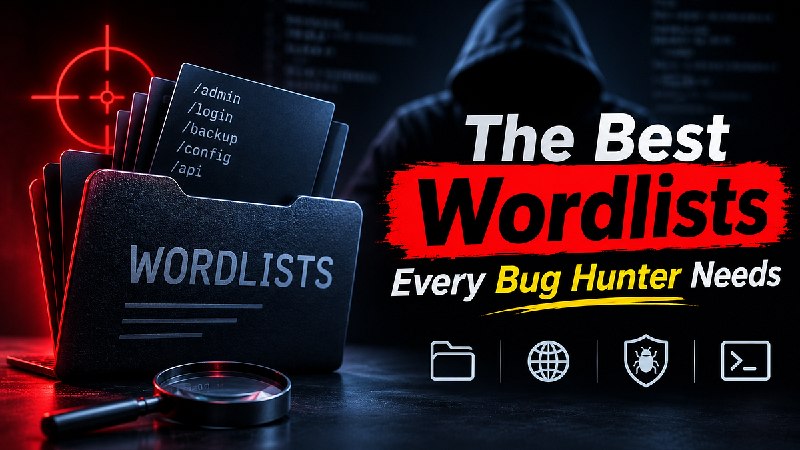 /admin
/login
/backup
/config
/api
WORDLISTS
The Best
Wordlists
Every Bug Hunter Needs
>_